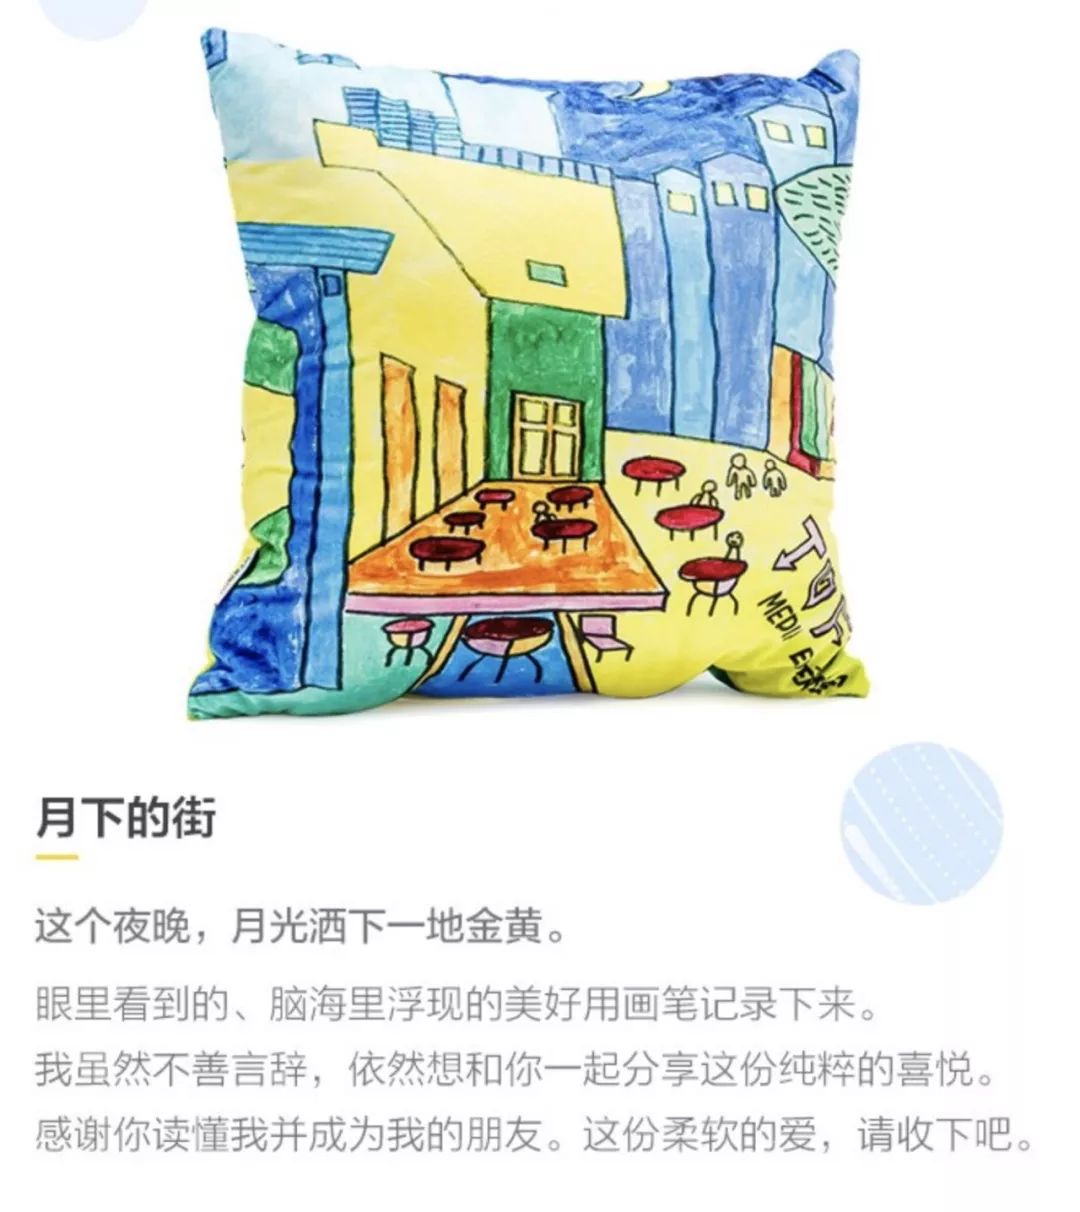 MEDII
月下的街
这个夜晚，月光洒下一地金黄。
眼里看到的、脑海里浮现的美好用画笔记录下来。
我虽然不善言辞，依然想和你一起分享这份纯粹的喜悦。
感谢你读懂我并成为我的朋友。这份柔软的爱，请收下吧。